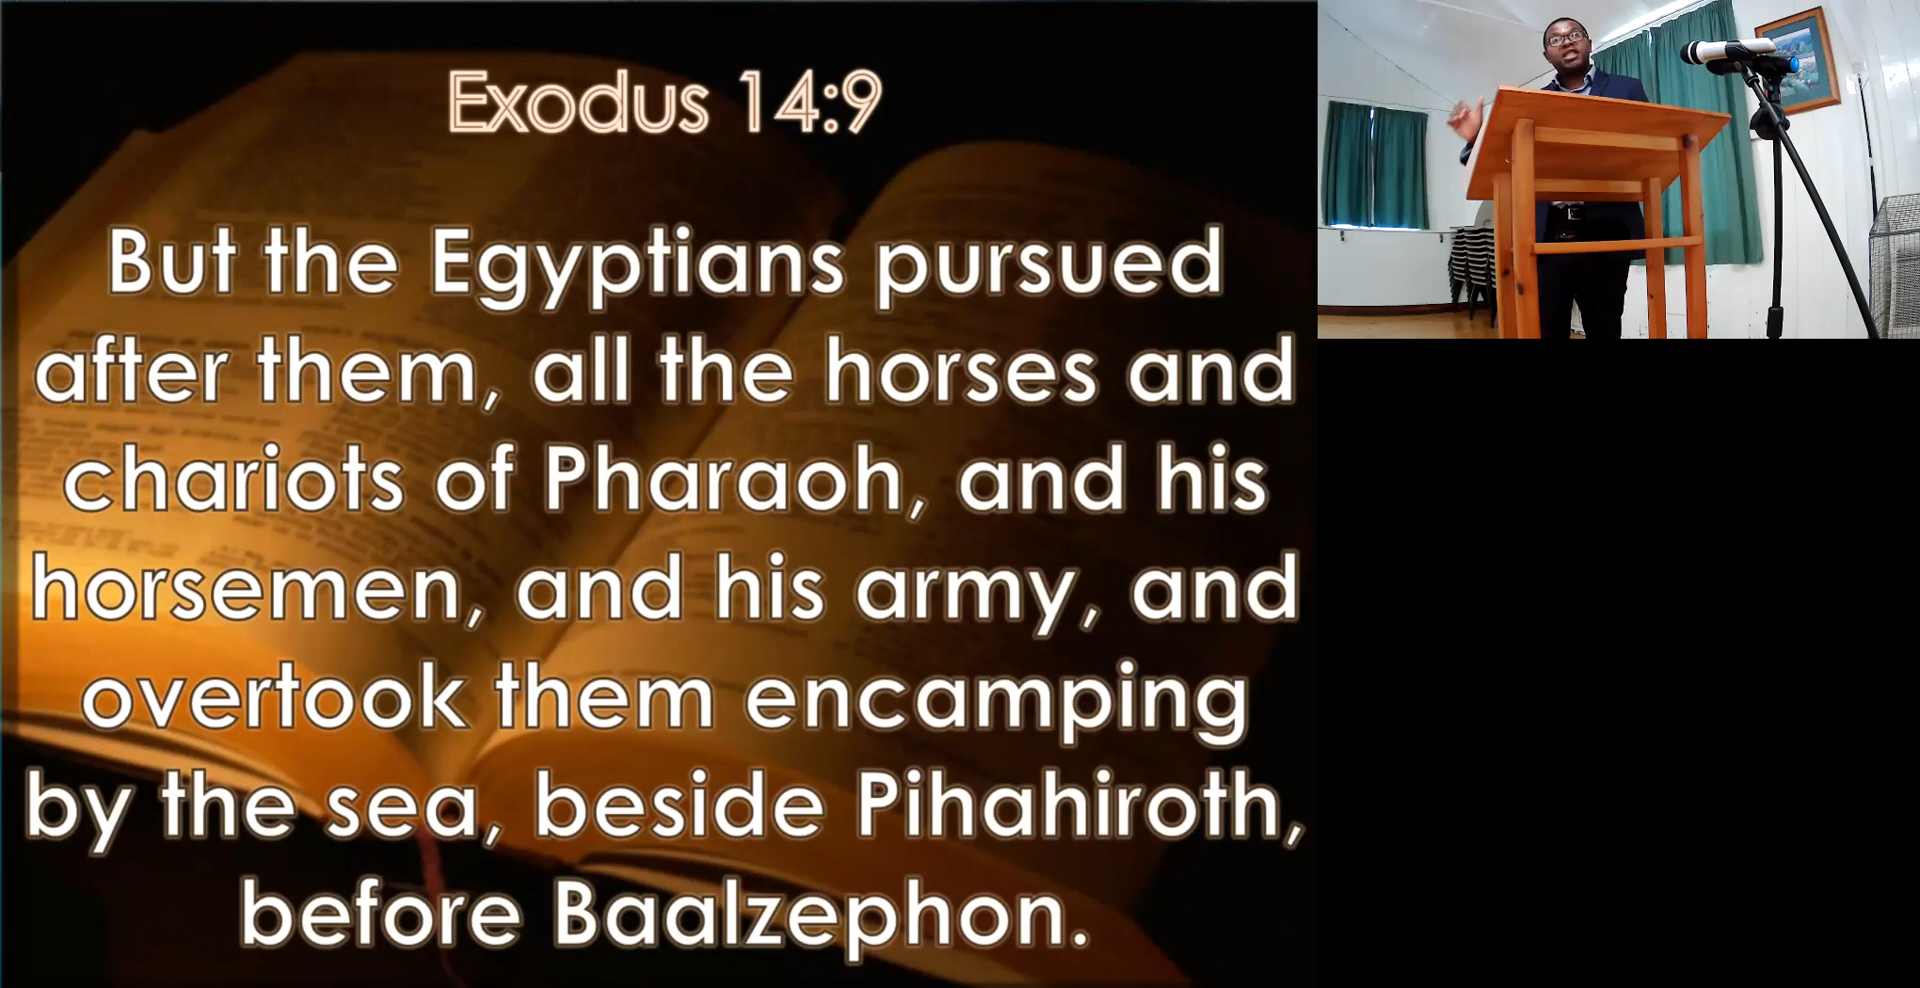 Exodus 14:9
But the Egyptians pursued
after them, all the horses and
chariots of Pharaoh, and his
horsemen, and his army, and
overtook them encamping
by the sea, beside Pihahiroth,
before Baalzephon.